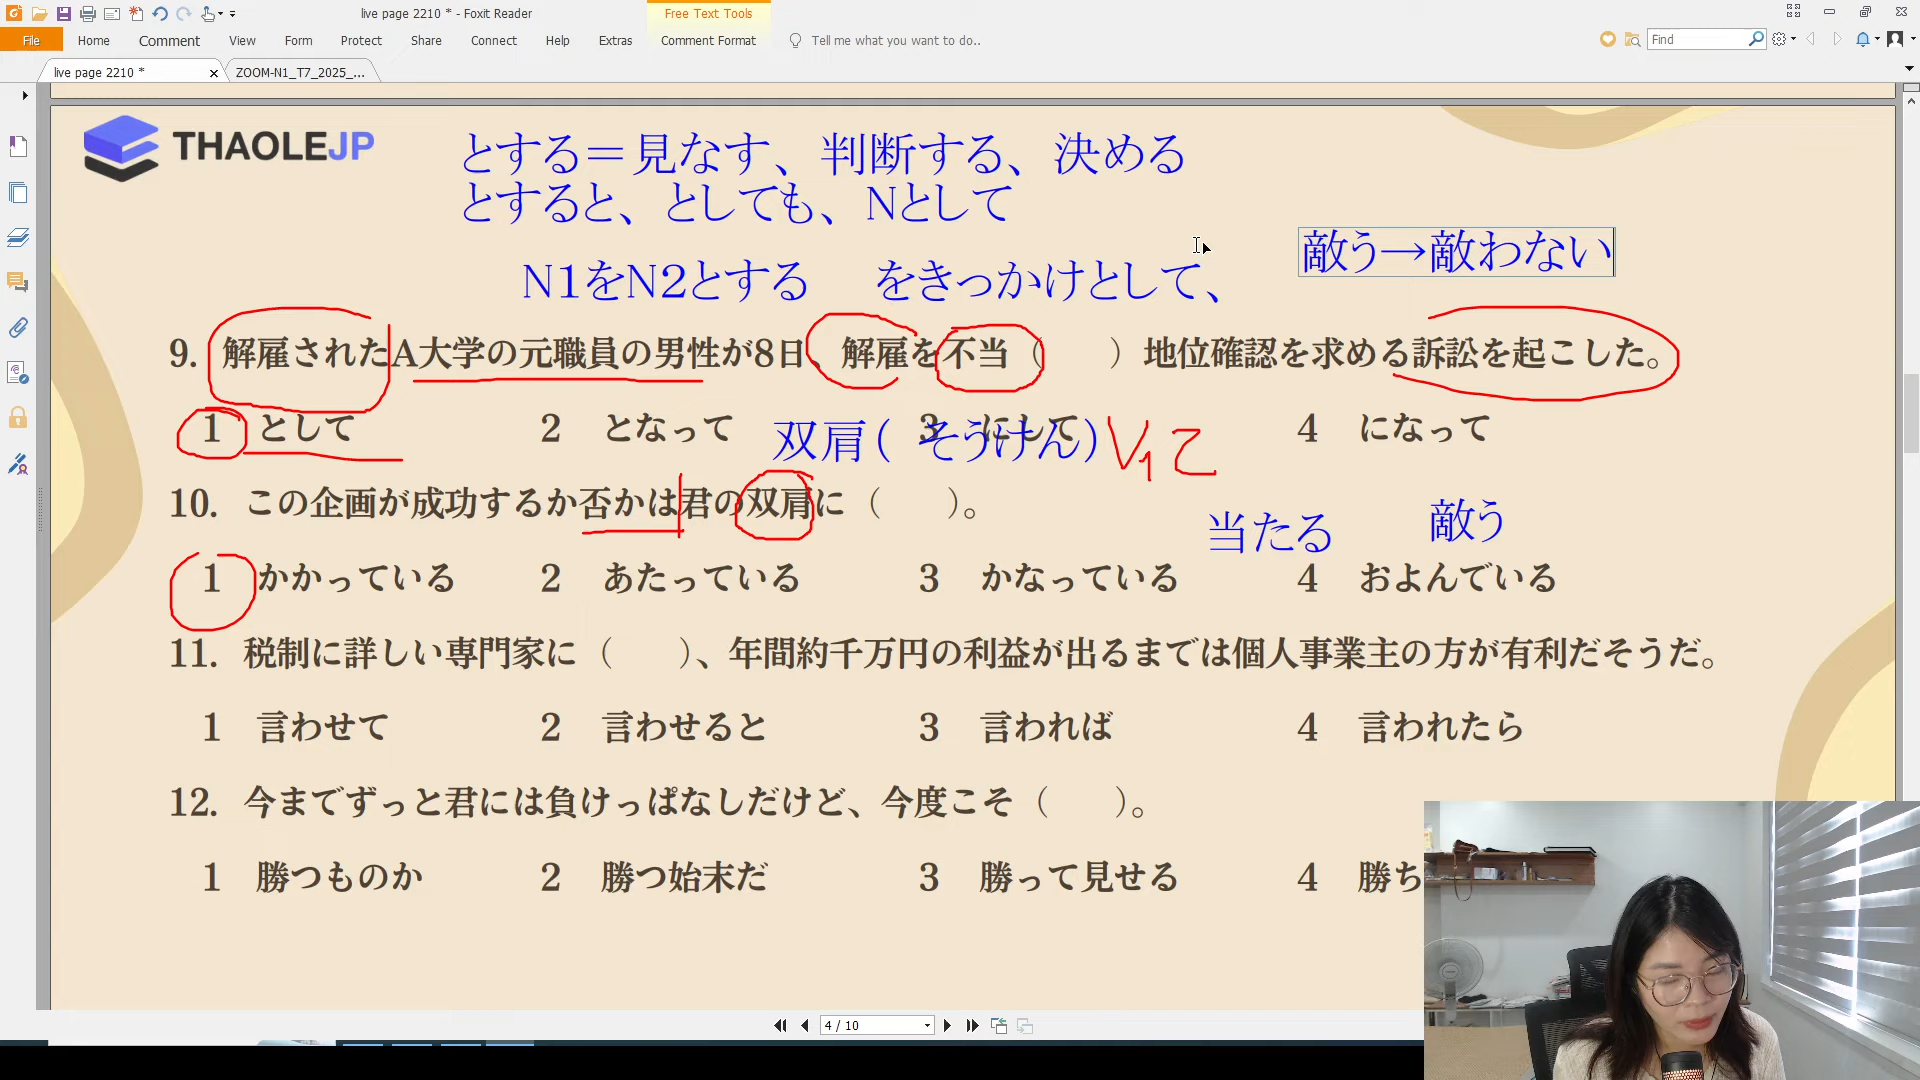 live page 2210 * - Foxit Reader
Free Text Tools
File Home Comment View Form Protect Share Connect Help Extras Comment Format Tell me what you want to do.. Find
live page 2210 * ZOOM-N1_T7_2025_...
THAOLEJP
とする＝見なす、判断する、決める
とすると、としても、Nとして
敵う→敵わない
N1をN2とする をきっかけとして、
9. 解雇されたA大学の元職員の男性が8日、解雇を不当（ ）地位確認を求める訴訟を起こした。
1 として 2 となって 3 にして 4 になって
双肩( そうけん)
10. この企画が成功するか否かは君の双肩に（ ）。
当たる 敵う
1 かかっている 2 あたっている 3 かなっている 4 およんでいる
11. 税制に詳しい専門家に（ ）、年間約千万円の利益が出るまでは個人事業主の方が有利だそうだ。
1 言わせて 2 言わせると 3 言われば 4 言われたら
12. 今までずっと君には負けっぱなしだけど、今度こそ（ ）。
1 勝つものか 2 勝つ始末だ 3 勝って見せる 4 勝ち
4 / 10